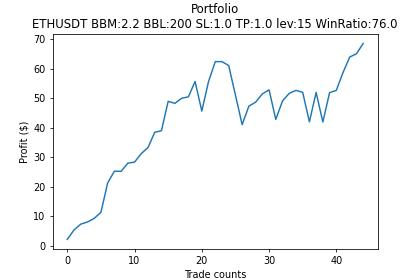 Portfolio
ETHUSDT BBM:2.2 BBL:200 SL:1.0 TP:1.0 lev:15 WinRatio:76.0
70
60
50
40
30
20
10
0
Profit ($)
0 10 20 30 40
Trade counts